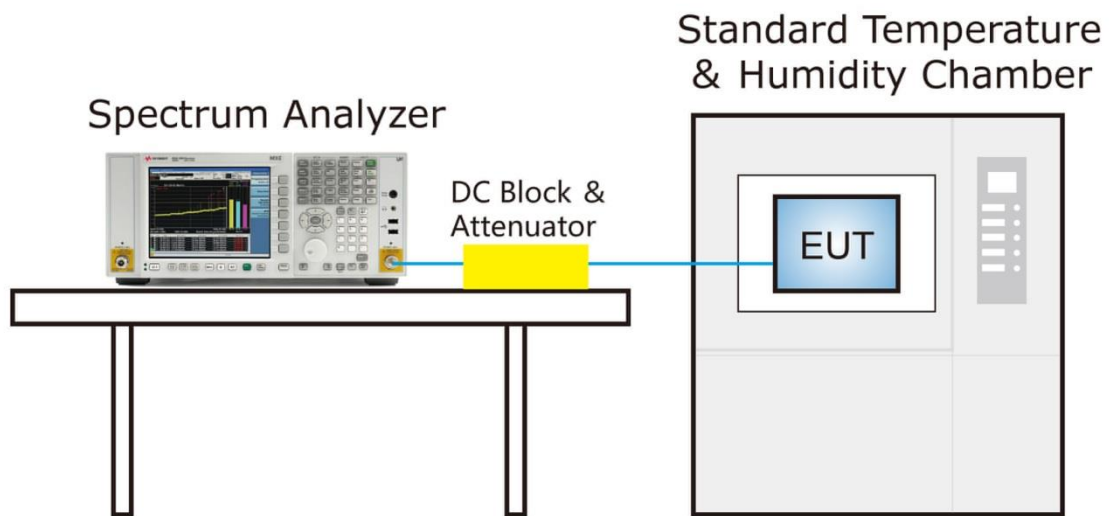 Standard Temperature
& Humidity Chamber
Spectrum Analyzer
DC Block &
Attenuator
EUT